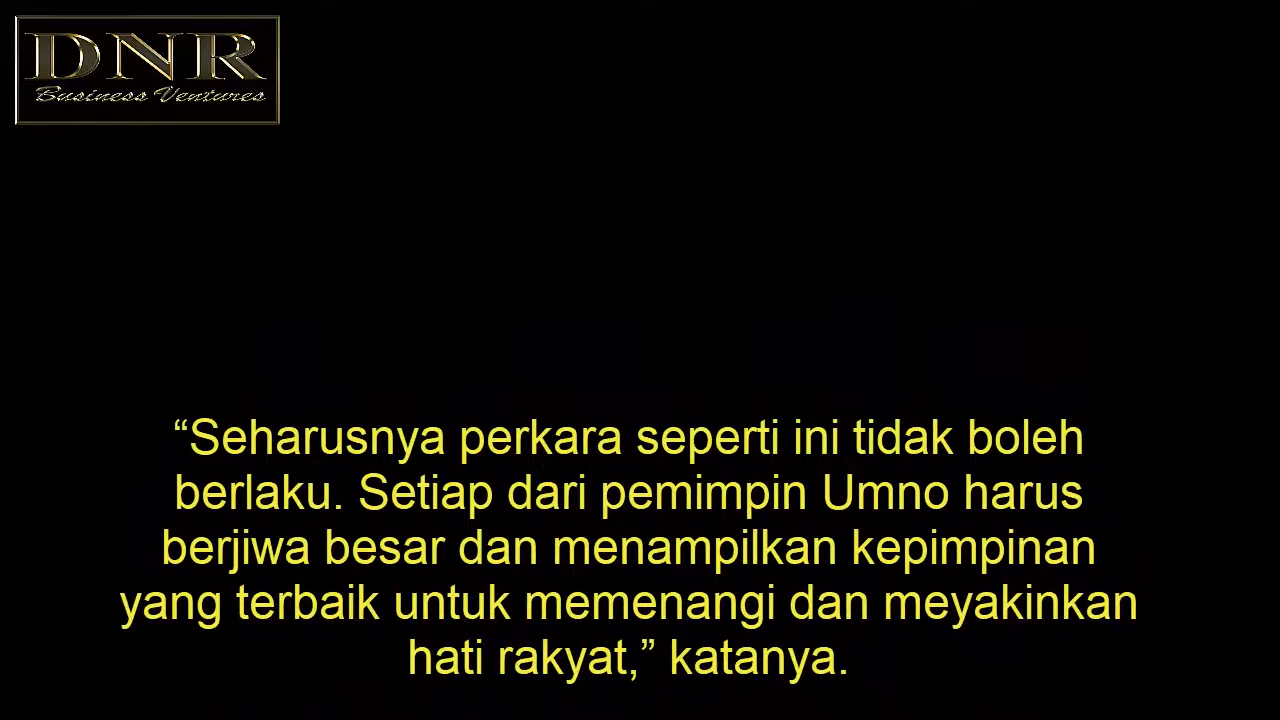 DNR
Business Ventures
“Seharusnya perkara seperti ini tidak boleh
berlaku. Setiap dari pemimpin Umno harus
berjiwa besar dan menampilkan kepimpinan
yang terbaik untuk memenangi dan meyakinkan
hati rakyat,” katanya.